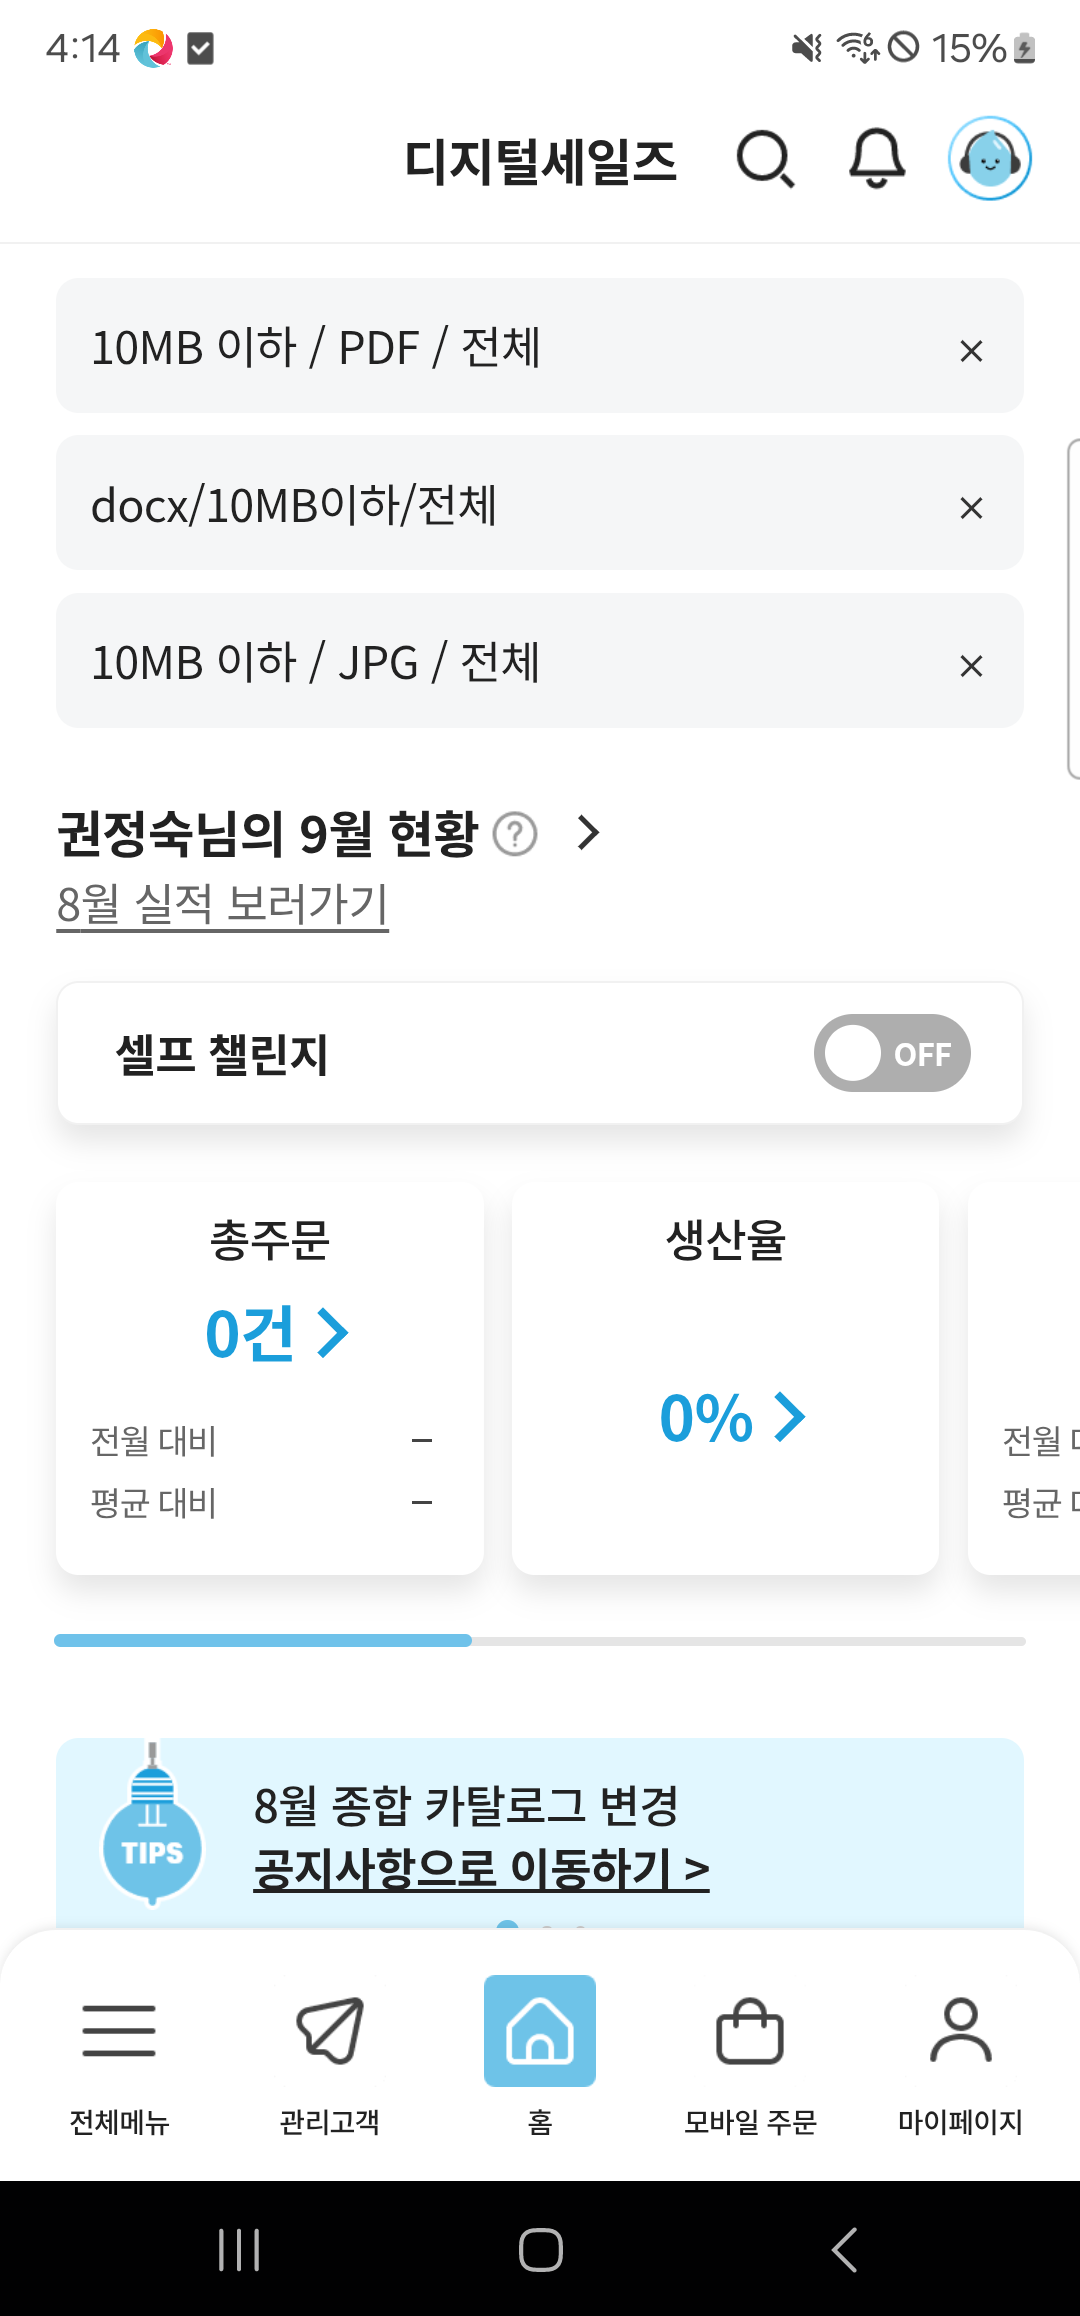 4:14
15%
디지털세일즈
10MB 이하 / PDF / 전체
docx/10MB이하/전체
10MB 이하 / JPG / 전체
권정숙님의 9월 현황
8월 실적 보러가기
셀프 챌린지
OFF
총주문
0건
전월 대비 –
평균 대비 –
생산율
0%
전월
평균
TIPS
8월 종합 카탈로그 변경
공지사항으로 이동하기 >
전체메뉴
관리고객
홈
모바일 주문
마이페이지